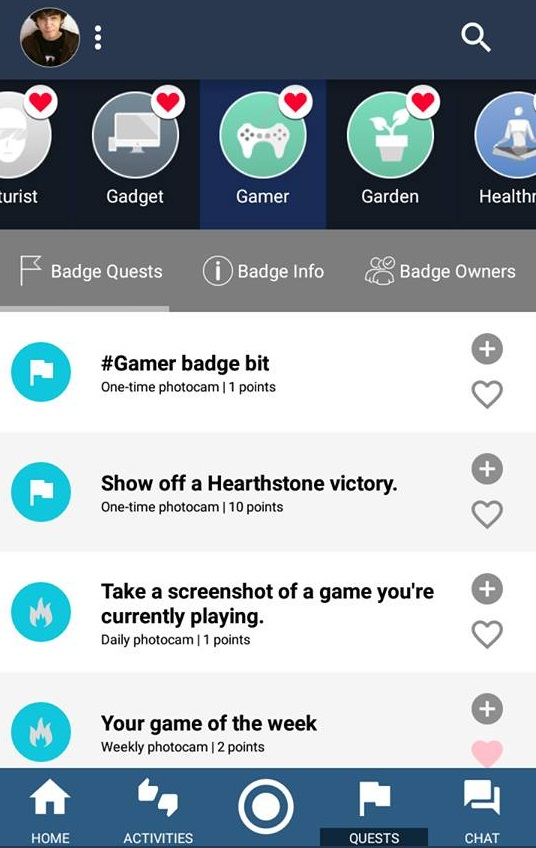 turist
Gadget
Gamer
Garden
Healthr
Badge Quests
Badge Info
Badge Owners
#Gamer badge bit
One-time photocam | 1 points
Show off a Hearthstone victory.
One-time photocam | 10 points
Take a screenshot of a game you're
currently playing.
Daily photocam | 1 points
Your game of the week
Weekly photocam | 2 points
HOME
ACTIVITIES
QUESTS
CHAT